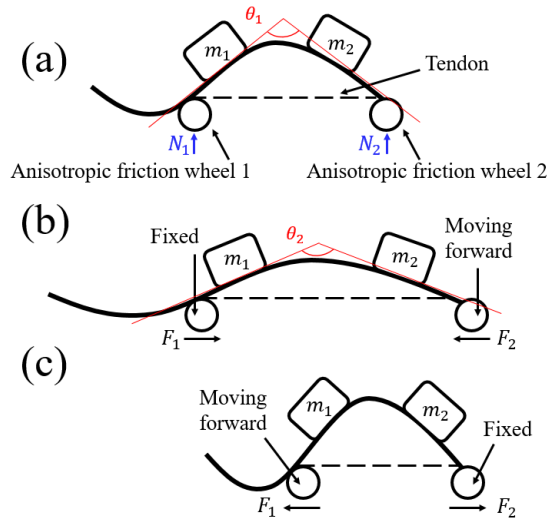 (a)
θ₁
m₁
m₂
Tendon
N₁
N₂
Anisotropic friction wheel 1
Anisotropic friction wheel 2
(b)
Fixed
θ₂
Moving
forward
m₁
m₂
F₁
F₂
(c)
Moving
forward
m₁
m₂
Fixed
F₁
F₂